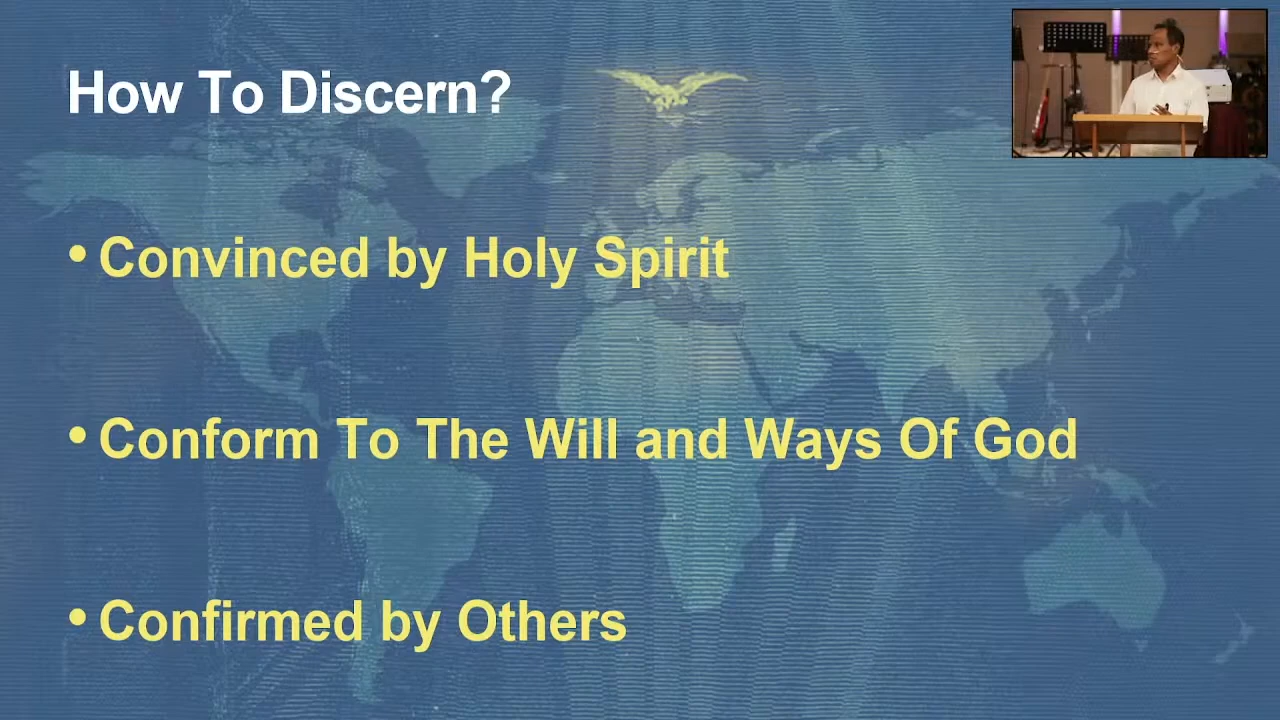 How To Discern?
• Convinced by Holy Spirit
• Conform To The Will and Ways Of God
• Confirmed by Others